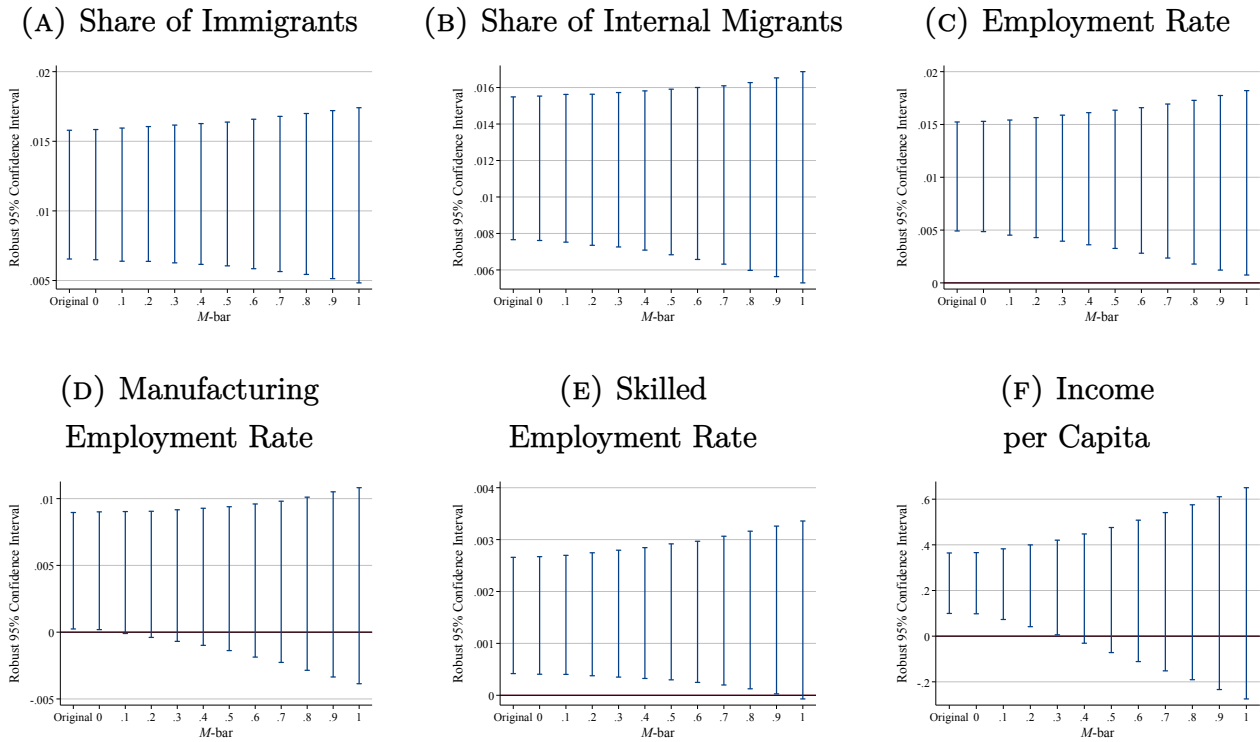 (A) Share of Immigrants
Robust 95% Confidence Interval
.02
.015
.01
.005
Original 0 .1 .2 .3 .4 .5 .6 .7 .8 .9 1
M-bar
(B) Share of Internal Migrants
Robust 95% Confidence Interval
.016
.014
.012
.01
.008
.006
Original 0 .1 .2 .3 .4 .5 .6 .7 .8 .9 1
M-bar
(C) Employment Rate
Robust 95% Confidence Interval
.02
.015
.01
.005
0
Original 0 .1 .2 .3 .4 .5 .6 .7 .8 .9 1
M-bar
(D) Manufacturing
Employment Rate
Robust 95% Confidence Interval
.01
.005
0
-.005
Original 0 .1 .2 .3 .4 .5 .6 .7 .8 .9 1
M-bar
(E) Skilled
Employment Rate
Robust 95% Confidence Interval
.004
.003
.002
.001
0
Original 0 .1 .2 .3 .4 .5 .6 .7 .8 .9 1
M-bar
(F) Income
per Capita
Robust 95% Confidence Interval
.6
.4
.2
0
-.2
Original 0 .1 .2 .3 .4 .5 .6 .7 .8 .9 1
M-bar